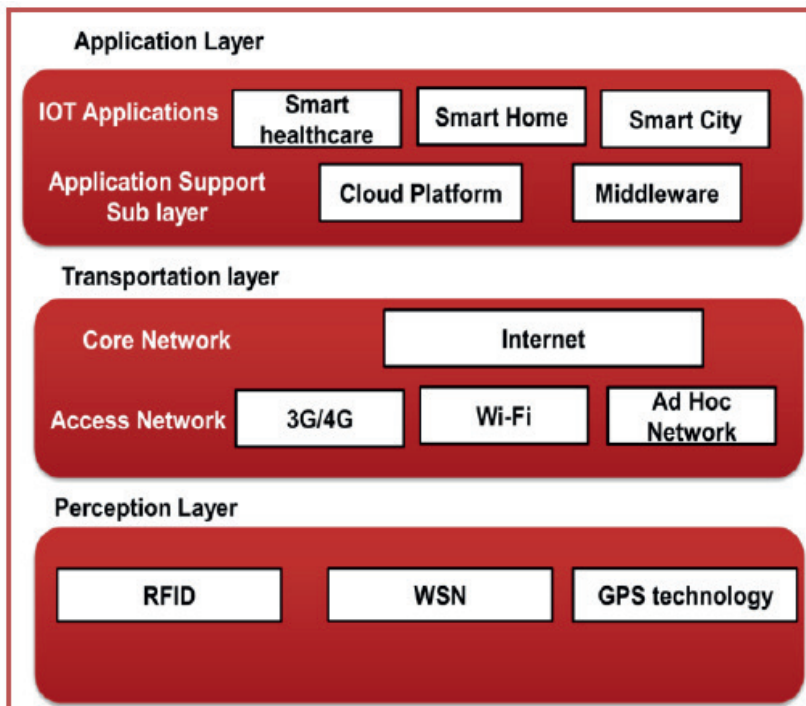 Application Layer
IOT Applications
Smart
healthcare
Smart Home
Smart City
Application Support
Sub layer
Cloud Platform
Middleware
Transportation layer
Core Network
Internet
Access Network
3G/4G
Wi-Fi
Ad Hoc
Network
Perception Layer
RFID
WSN
GPS technology